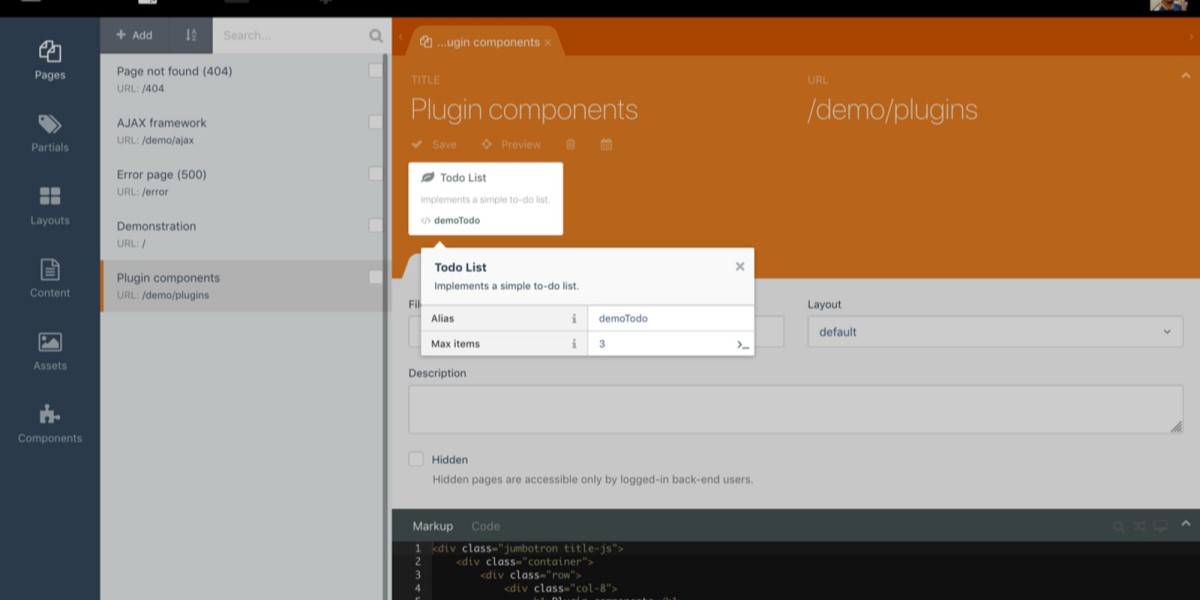 Pages
Partials
Layouts
Content
Assets
Components
+ Add
Search...
Page not found (404)
URL: /404
AJAX framework
URL: /demo/ajax
Error page (500)
URL: /error
Demonstration
URL: /
Plugin components
URL: /demo/plugins
...ugin components ×
TITLE
Plugin components
URL
/demo/plugins
Save
Preview
Todo List
Implements a simple to-do list.
</> demoTodo
Todo List
Implements a simple to-do list.
Alias
demoTodo
Max items
3
Layout
default
Description
Hidden
Hidden pages are accessible only by logged-in back-end users.
Markup
Code
1 <div class="jumbotron title-js">
2 <div class="container">
3 <div class="row">
4 <div class="col-8">